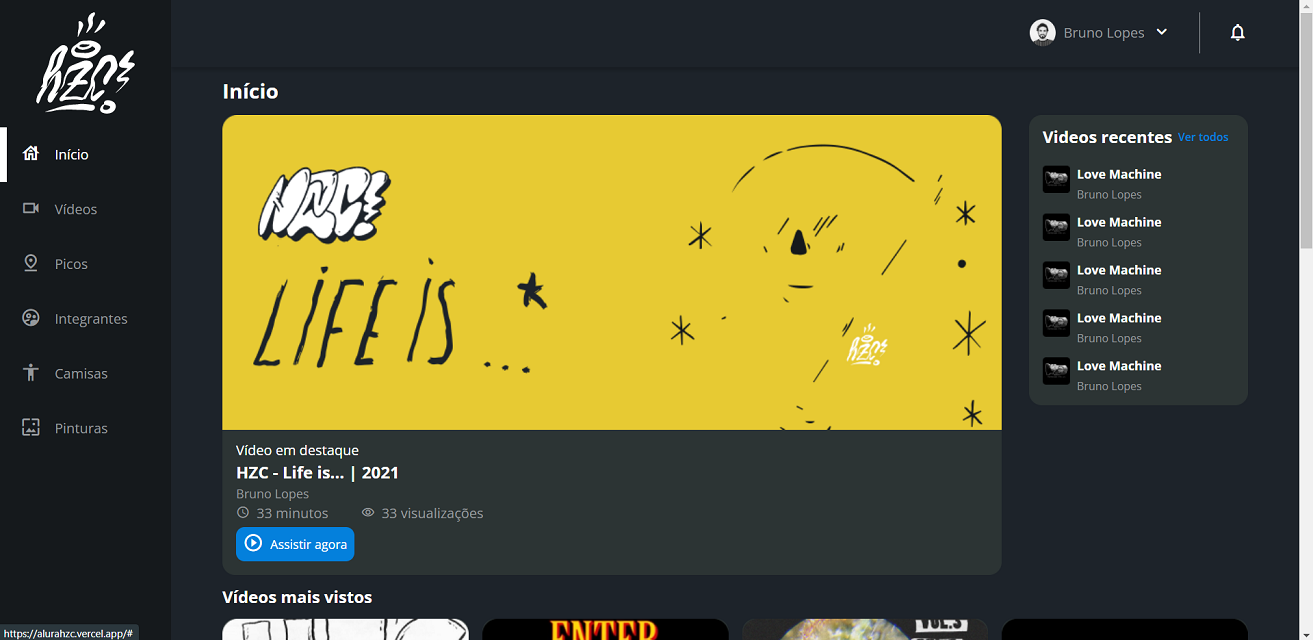 HZC
Início
Vídeos
Picos
Integrantes
Camisas
Pinturas
https://alurahzc.vercel.app/#
Bruno Lopes
Início
HZC
LIFE IS ...
HZC
Vídeo em destaque
HZC - Life is... | 2021
Bruno Lopes
33 minutos
33 visualizações
Assistir agora
Videos recentes
Ver todos
Love Machine
Bruno Lopes
Love Machine
Bruno Lopes
Love Machine
Bruno Lopes
Love Machine
Bruno Lopes
Love Machine
Bruno Lopes
Vídeos mais vistos
ENTER